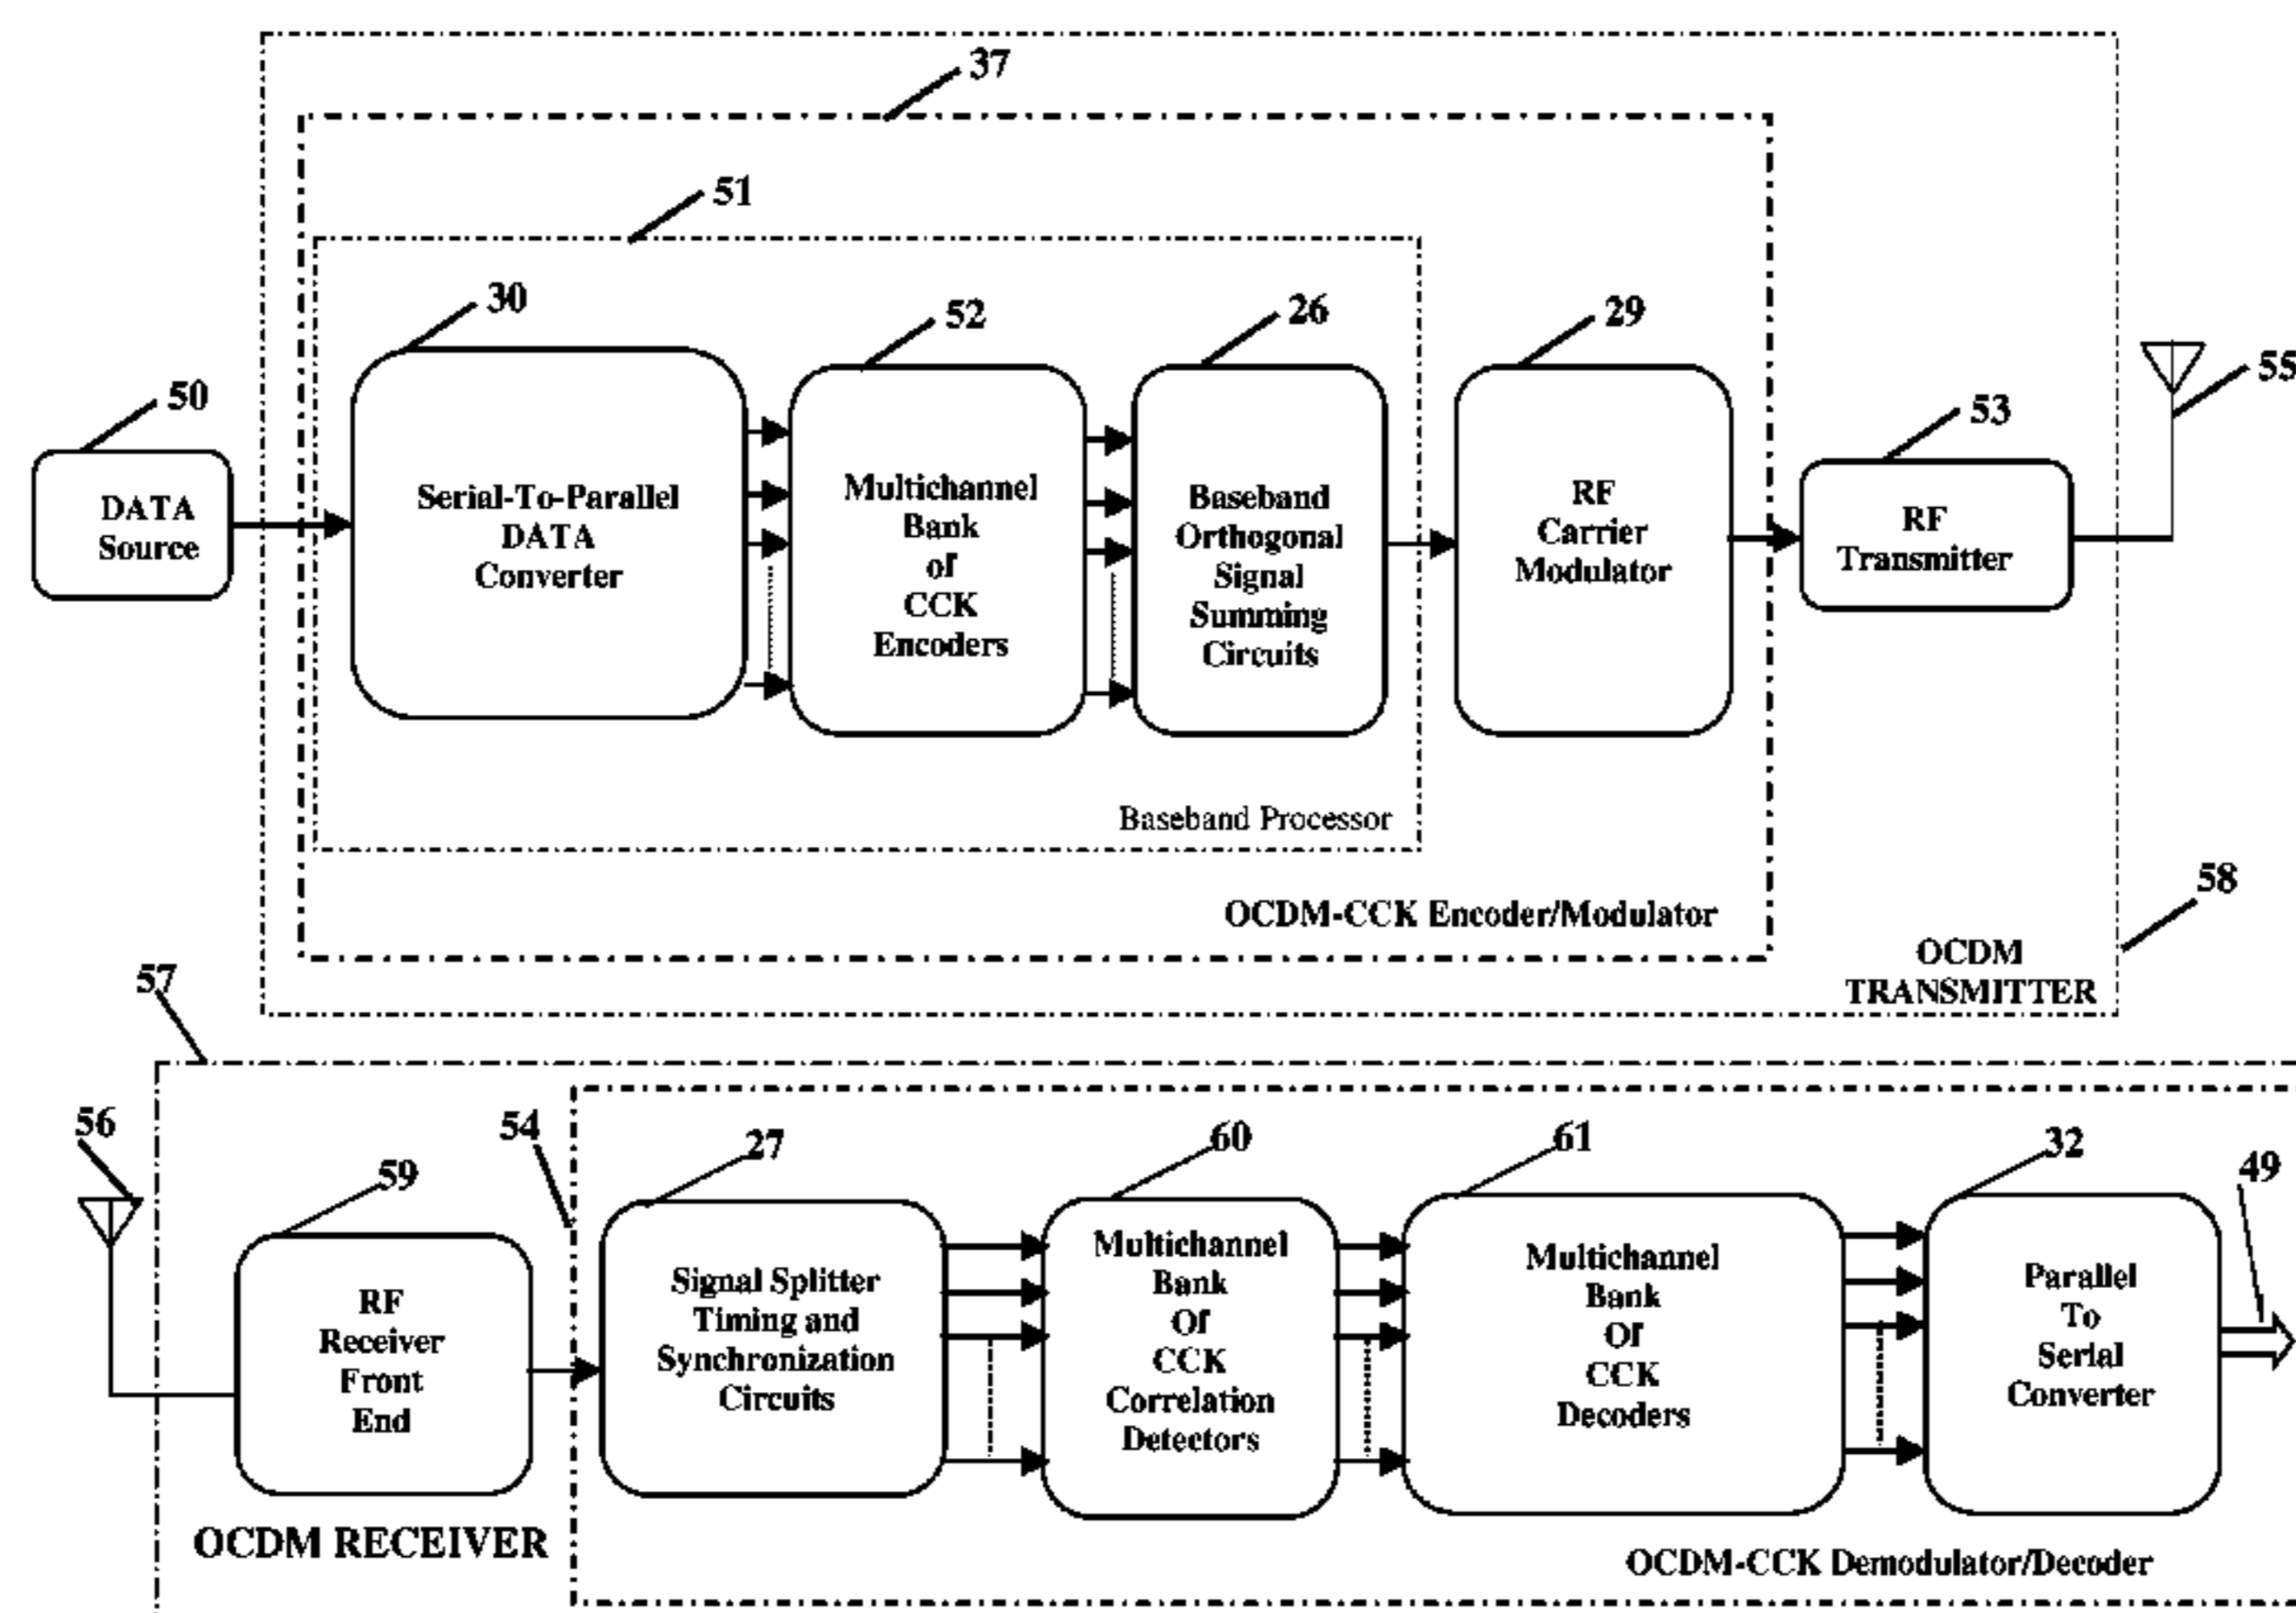 37
51
30
52
26
29
50
53
55
DATA
Source
Serial-To-Parallel
DATA
Converter
Multichannel
Bank
of
CCK
Encoders
Baseband
Orthogonal
Signal
Summing
Circuits
RF
Carrier
Modulator
RF
Transmitter
Baseband Processor
OCDM-CCK Encoder/Modulator
58
OCDM
TRANSMITTER
57
56
54
59
27
60
61
32
49
RF
Receiver
Front
End
Signal Splitter
Timing and
Synchronization
Circuits
Multichannel
Bank
Of
CCK
Correlation
Detectors
Multichannel
Bank
Of
CCK
Decoders
Parallel
To
Serial
Converter
OCDM RECEIVER
OCDM-CCK Demodulator/Decoder